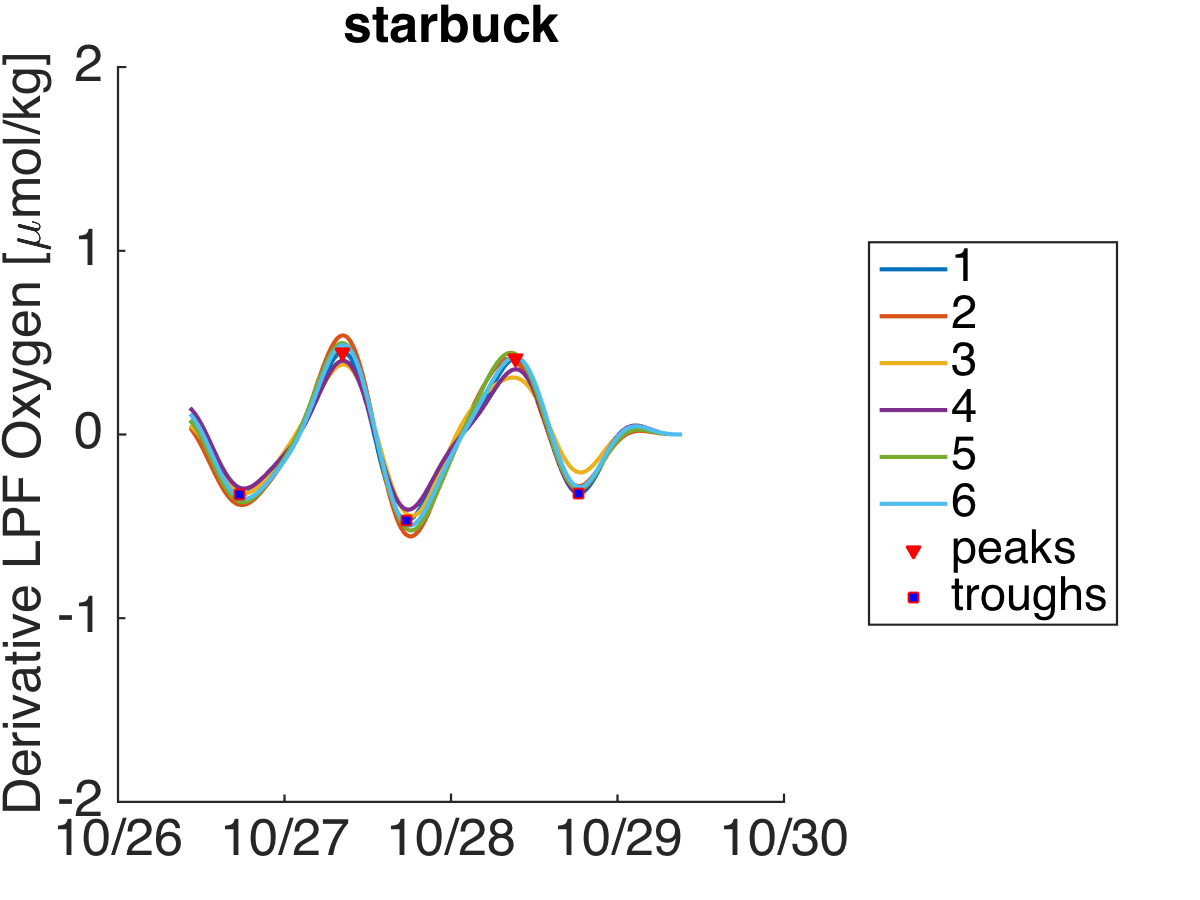 starbuck
Derivative LPF Oxygen [μmol/kg]
2
1
0
-1
-2
10/26 10/27 10/28 10/29 10/30
1
2
3
4
5
6
peaks
troughs